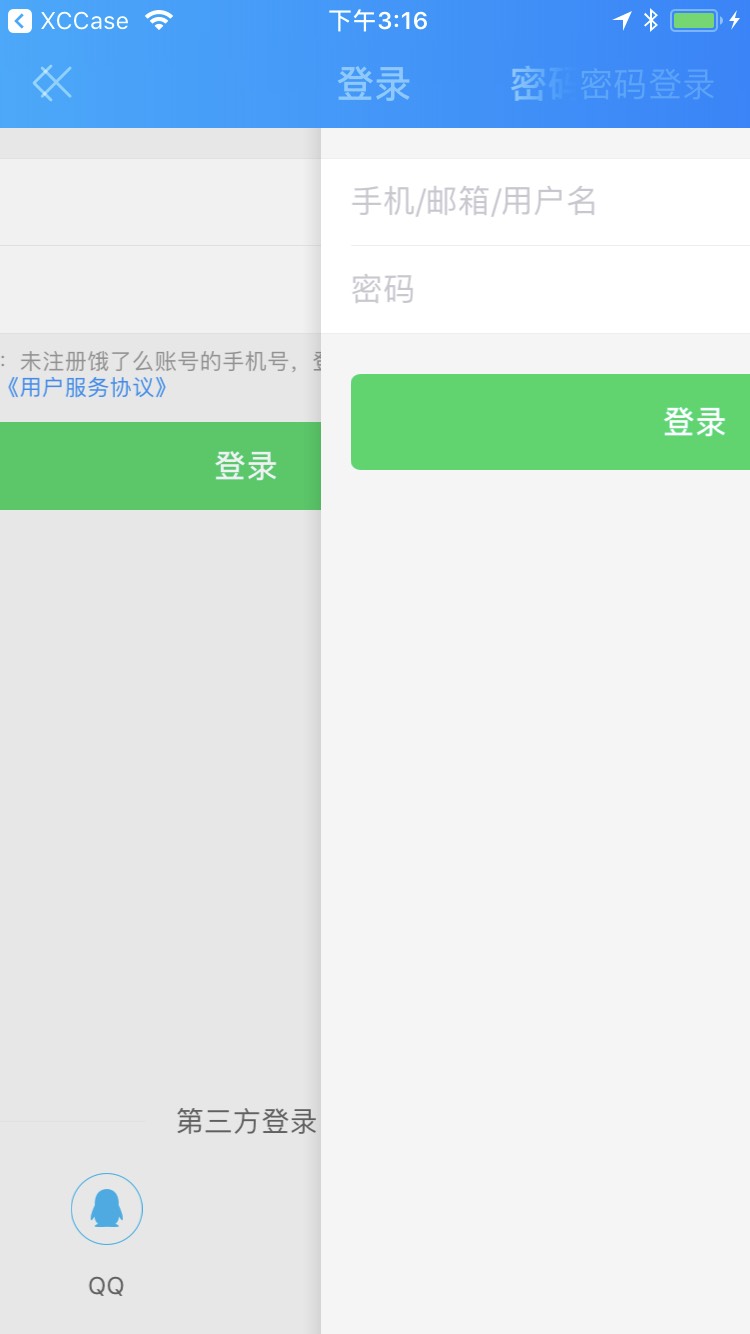 XCCase 下午3:16
登录 密码 密码登录
手机/邮箱/用户名
密码
：未注册饿了么账号的手机号，
《用户服务协议》
登录
登录
第三方登录
QQ